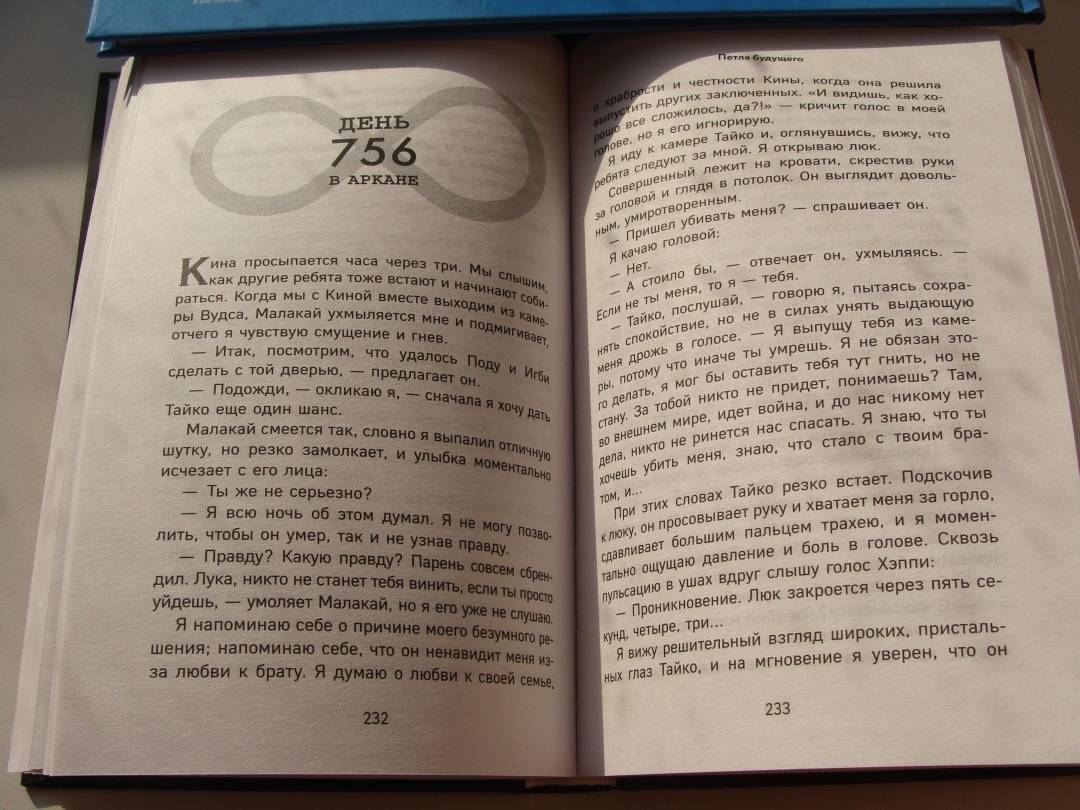 ДЕНЬ
756
В АРКАНЕ
Кина просыпается часа через три. Мы слышим,
как другие ребята тоже встают и начинают соби-
раться. Когда мы с Киной вместе выходим из каме-
ры Вудса, Малакай ухмыляется мне и подмигивает,
отчего я чувствую смущение и гнев.
— Итак, посмотрим, что удалось Поду и Игби
сделать с той дверью, — предлагает он.
— Подожди, — окликаю я, — сначала я хочу дать
Тайко еще один шанс.
Малакай смеется так, словно я выпалил отличную
шутку, но резко замолкает, и улыбка моментально
исчезает с его лица:
— Ты же не серьезно?
— Я всю ночь об этом думал. Я не могу позво-
лить, чтобы он умер, так и не узнав правду.
— Правду? Какую правду? Парень совсем сбрен-
дил. Лука, никто не станет тебя винить, если ты просто
уйдешь, — умоляет Малакай, но я его уже не слушаю.
Я напоминаю себе о причине моего безумного ре-
шения; напоминаю себе, что он ненавидит меня из-
за любви к брату. Я думаю о любви к своей семье,
232
Петля будущего
о храбрости и честности Кины, когда она решила
выпустить других заключенных. «И видишь, как хо-
рошо все сложилось, да?!» — кричит голос в моей
голове, но я его игнорирую.
Я иду к камере Тайко и, оглянувшись, вижу, что
ребята следуют за мной. Я открываю люк.
Совершенный лежит на кровати, скрестив руки
за головой и глядя в потолок. Он выглядит доволь-
ным, умиротворенным.
— Пришел убивать меня? — спрашивает он.
Я качаю головой:
— Нет.
— А стоило бы, — отвечает он, ухмыляясь. —
Если не ты меня, то я — тебя.
— Тайко, послушай, — говорю я, пытаясь сохра-
нять спокойствие, но не в силах унять выдающую
меня дрожь в голосе. — Я выпущу тебя из каме-
ры, потому что иначе ты умрешь. Я не обязан это-
го делать, я мог бы оставить тебя тут гнить, но не
стану. За тобой никто не придет, понимаешь? Там,
во внешнем мире, идет война, и до нас никому нет
дела, никто не ринется нас спасать. Я знаю, что ты
хочешь убить меня, знаю, что стало с твоим бра-
том, и...
При этих словах Тайко резко встает. Подскочив
к люку, он просовывает руку и хватает меня за горло,
сдавливает большим пальцем трахею, и я момен-
тально ощущаю давление и боль в голове. Сквозь
пульсацию в ушах вдруг слышу голос Хэппи:
— Проникновение. Люк закроется через пять се-
кунд, четыре, три...
Я вижу решительный взгляд широких, присталь-
ных глаз Тайко, и на мгновение я уверен, что он
233